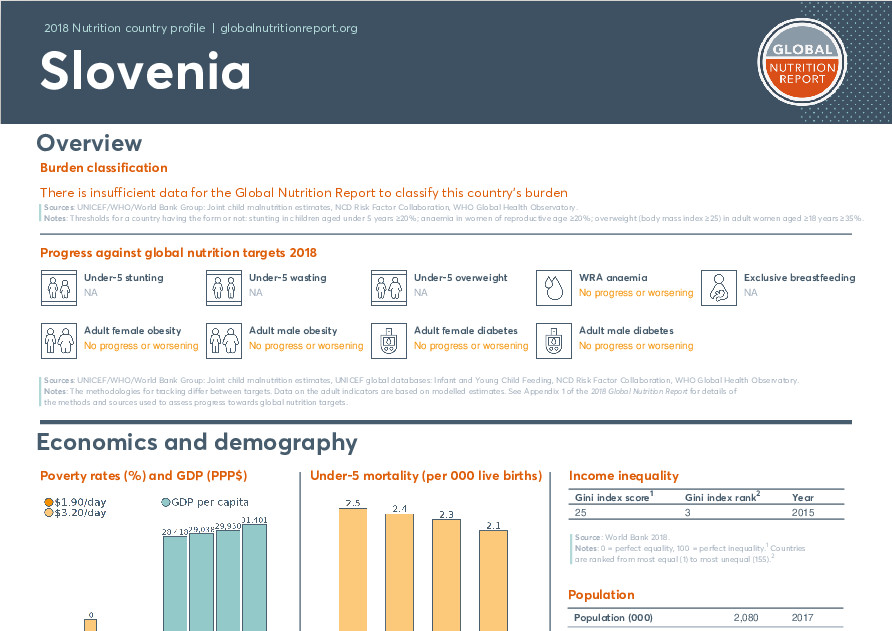 2018 Nutrition country profile | globalnutritionreport.org
Slovenia
GLOBAL
NUTRITION
REPORT
Overview
Burden classification
There is insufficient data for the Global Nutrition Report to classify this country's burden
Sources: UNICEF/WHO/World Bank Group: Joint child malnutrition estimates, NCD Risk Factor Collaboration, WHO Global Health Observatory.
Notes: Thresholds for a country having the form or not: stunting in children aged under 5 years ≥20%; anaemia in women of reproductive age ≥20%; overweight (body mass index ≥25) in adult women aged ≥18 years ≥35%.
Progress against global nutrition targets 2018
Under-5 stunting
NA
Under-5 wasting
NA
Under-5 overweight
NA
WRA anaemia
No progress or worsening
Exclusive breastfeeding
NA
Adult female obesity
No progress or worsening
Adult male obesity
No progress or worsening
Adult female diabetes
No progress or worsening
Adult male diabetes
No progress or worsening
Sources: UNICEF/WHO/World Bank Group: Joint child malnutrition estimates, UNICEF global databases: Infant and Young Child Feeding, NCD Risk Factor Collaboration, WHO Global Health Observatory.
Notes: The methodologies for tracking differ between targets. Data on the adult indicators are based on modelled estimates. See Appendix 1 of the 2018 Global Nutrition Report for details of
the methods and sources used to assess progress towards global nutrition targets.
Economics and demography
Poverty rates (%) and GDP (PPP$)
$1.90/day
$3.20/day
GDP per capita
0
29,038
29,930
31,401
Under-5 mortality (per 000 live births)
2.5
2.4
2.3
2.1
Income inequality
Gini index score1 Gini index rank2 Year
25 3 2015
Source: World Bank 2018.
Notes: 0 = perfect equality, 100 = perfect inequality.1 Countries
are ranked from most equal (1) to most unequal (155).2
Population
Population (000) 2,080 2017